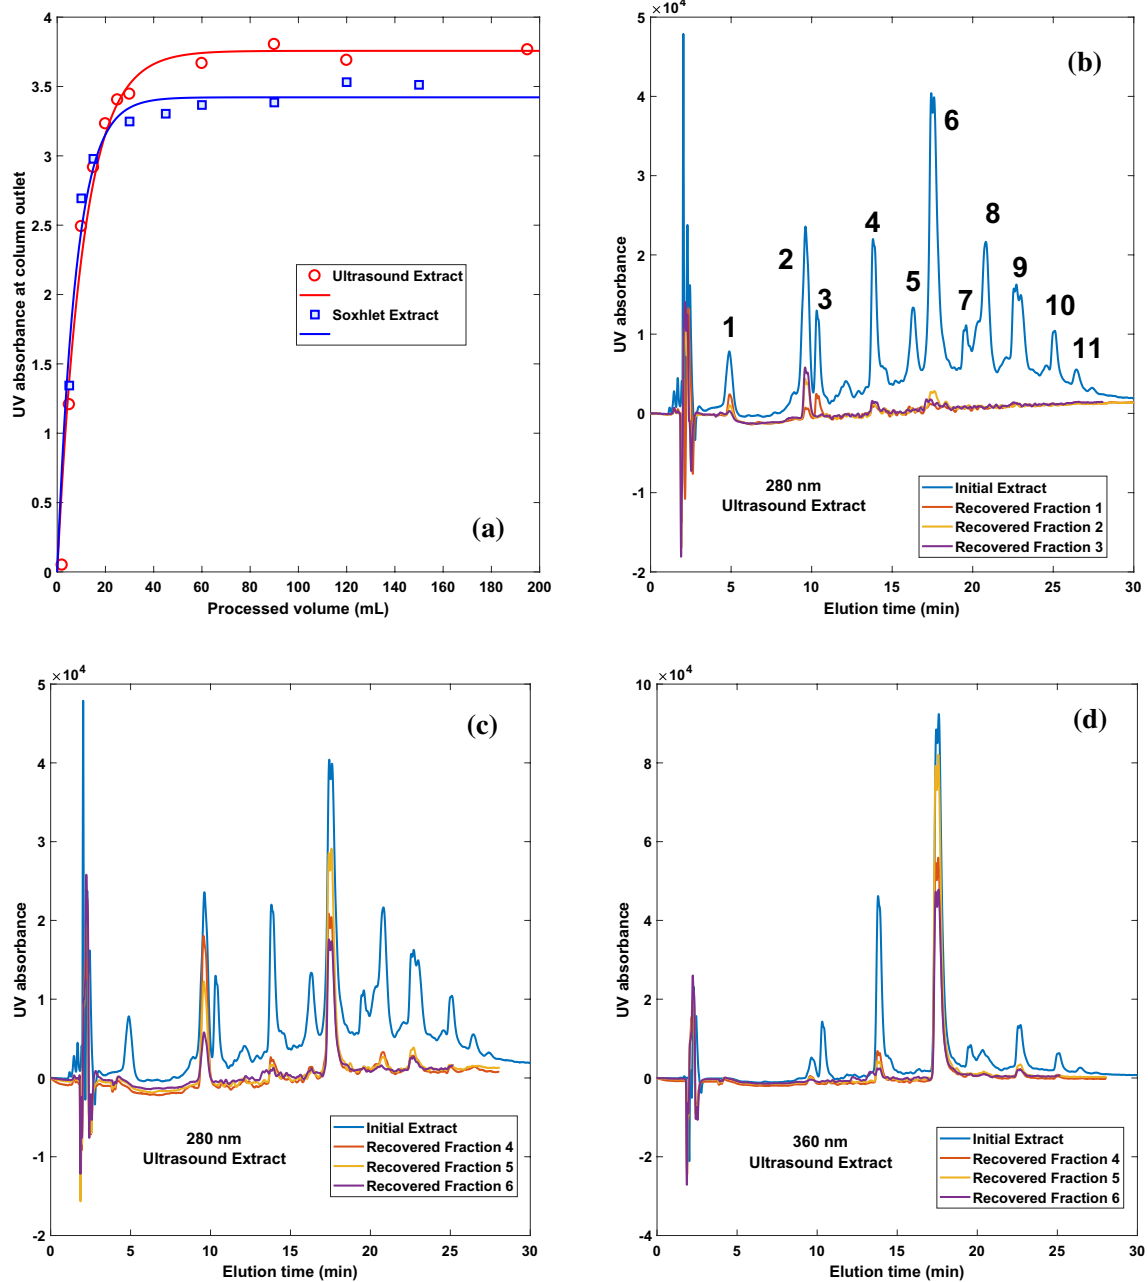 4
3.5
3
2.5
2
1.5
1
0.5
0
UV absorbance at column outlet
0 20 40 60 80 100 120 140 160 180 200
Processed volume (mL)
Ultrasound Extract
Soxhlet Extract
(a)
×10⁴
5
4
3
2
1
0
-1
-2
UV absorbance
0 5 10 15 20 25 30
Elution time (min)
(b)
1
2
3
4
5
6
7
8
9
10
11
280 nm
Ultrasound Extract
Initial Extract
Recovered Fraction 1
Recovered Fraction 2
Recovered Fraction 3
×10⁴
5
4
3
2
1
0
-1
-2
UV absorbance
0 5 10 15 20 25 30
Elution time (min)
(c)
280 nm
Ultrasound Extract
Initial Extract
Recovered Fraction 4
Recovered Fraction 5
Recovered Fraction 6
×10⁴
10
8
6
4
2
0
-2
-4
UV absorbance
0 5 10 15 20 25 30
Elution time (min)
(d)
360 nm
Ultrasound Extract
Initial Extract
Recovered Fraction 4
Recovered Fraction 5
Recovered Fraction 6